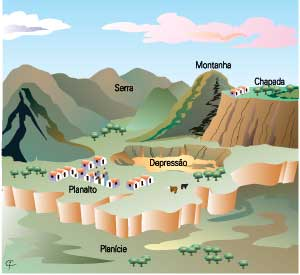 Montanha
Chapada
Serra
Depressão
Planalto
Planície